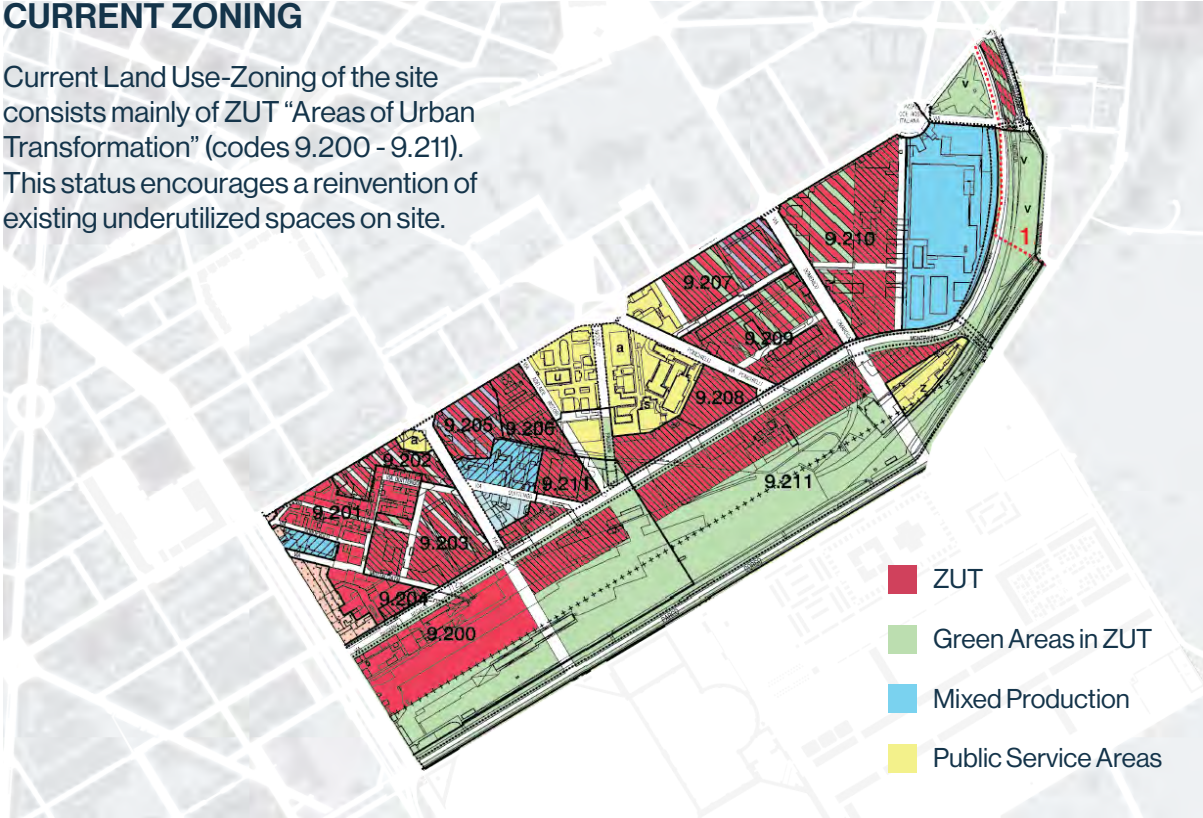 CURRENT ZONING
Current Land Use-Zoning of the site
consists mainly of ZUT “Areas of Urban
Transformation” (codes 9.200 - 9.211).
This status encourages a reinvention of
existing underutilized spaces on site.
v
v
v
1
9.210
9.207
9.209
a
u
s
9.208
VIA PONCHIELLI
9.205
9.206
a
9.202
9.211
9.211
9.201
9.203
9.204
9.200
z
ZUT
Green Areas in ZUT
Mixed Production
Public Service Areas